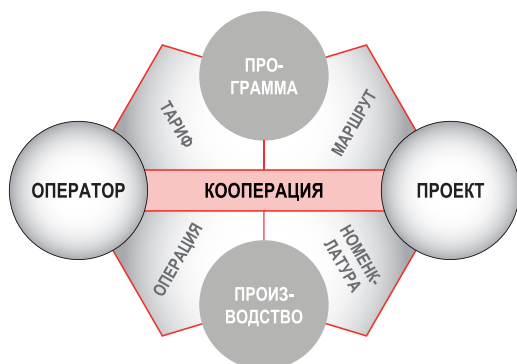 ПРО-
ГРАММА
ТАРИФ
МАРШРУТ
ОПЕРАТОР
КООПЕРАЦИЯ
ПРОЕКТ
ОПЕРАЦИЯ
НОМЕНК-
ЛАТУРА
ПРОИЗ-
ВОДСТВО